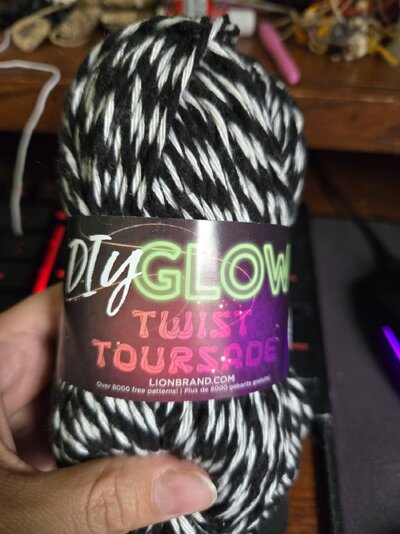 DIY GLOW
TWIST
TOURSADE
LIONBRAND.COM
Over 8000 free patterns! | Plus de 8000 gabarits gratuits!